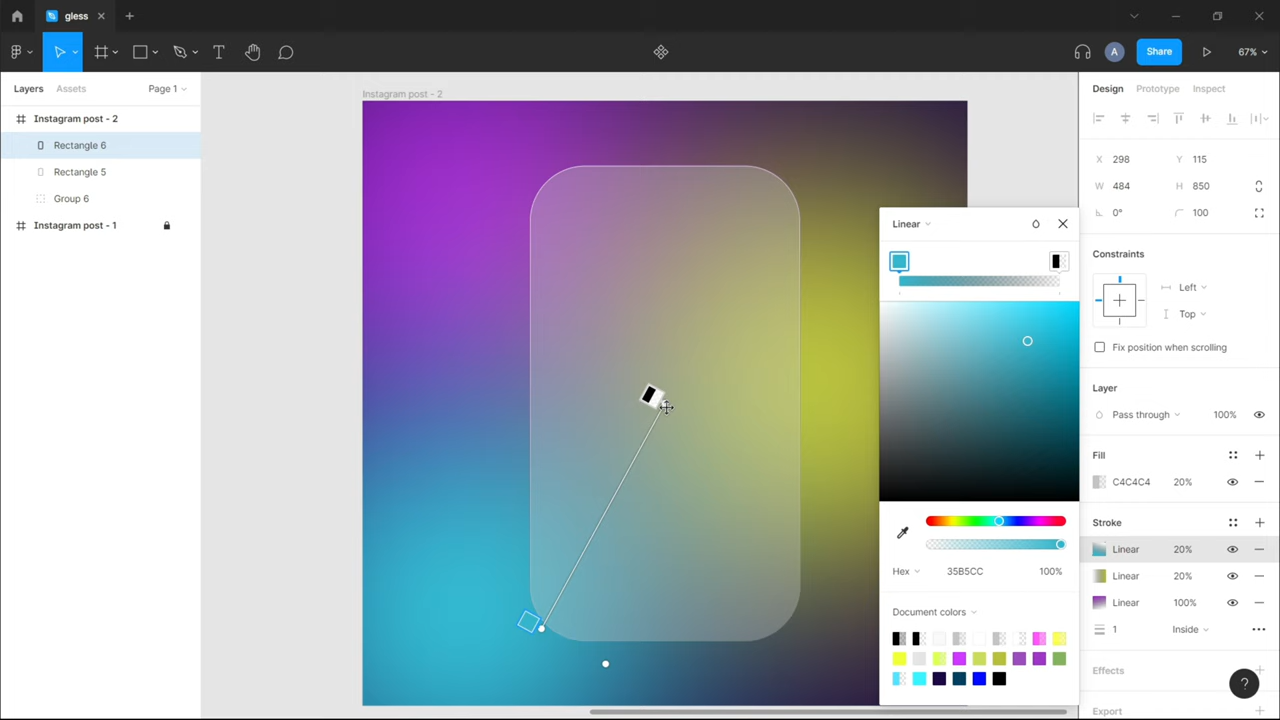 gless
A
Share
67%
Layers
Assets
Page 1
Instagram post - 2
Rectangle 6
Rectangle 5
Group 6
Instagram post - 1
Instagram post - 2
Linear
Hex
35B5CC
100%
Document colors
Design
Prototype
Inspect
X
298
Y
115
W
484
H
850
0°
100
Constraints
Left
Top
Fix position when scrolling
Layer
Pass through
100%
Fill
C4C4C4
20%
Stroke
Linear
20%
Linear
20%
Linear
100%
1
Inside
Effects
Export
?